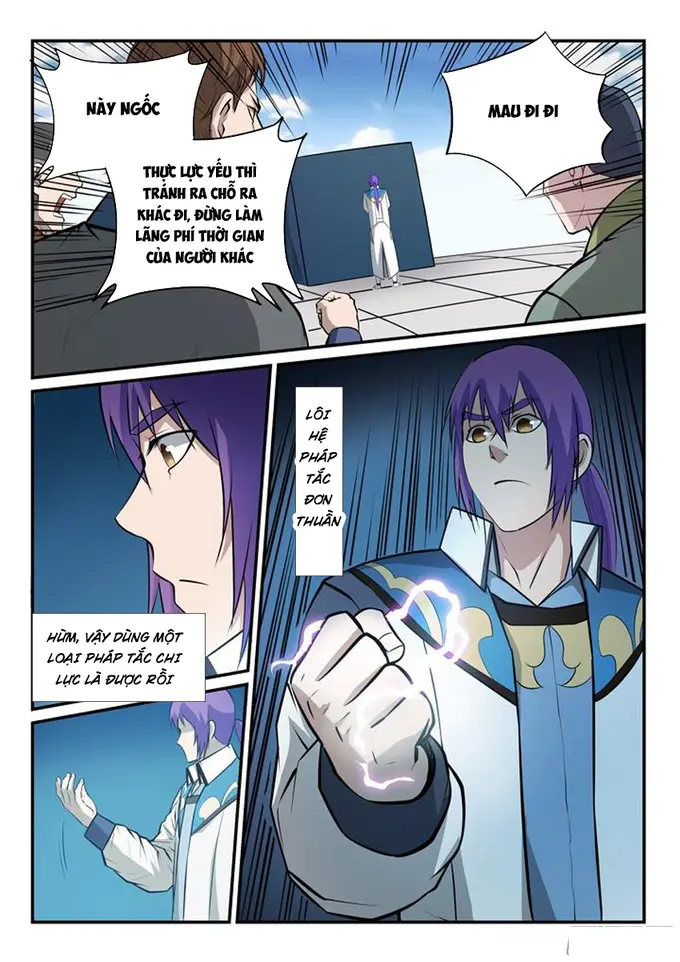 NÀY NGỐC
MAU ĐI ĐI
THỰC LỰC YẾU THÌ
TRÁNH RA CHỖ RA
KHÁC ĐI, ĐỪNG LÀM
LÃNG PHÍ THỜI GIAN
CỦA NGƯỜI KHÁC
LÔI
HỆ
PHÁP
TẮC
ĐƠN
THUẦN
HỪM, VẬY DÙNG MỘT
LOẠI PHÁP TẮC CHI
LỰC LÀ ĐƯỢC RỒI